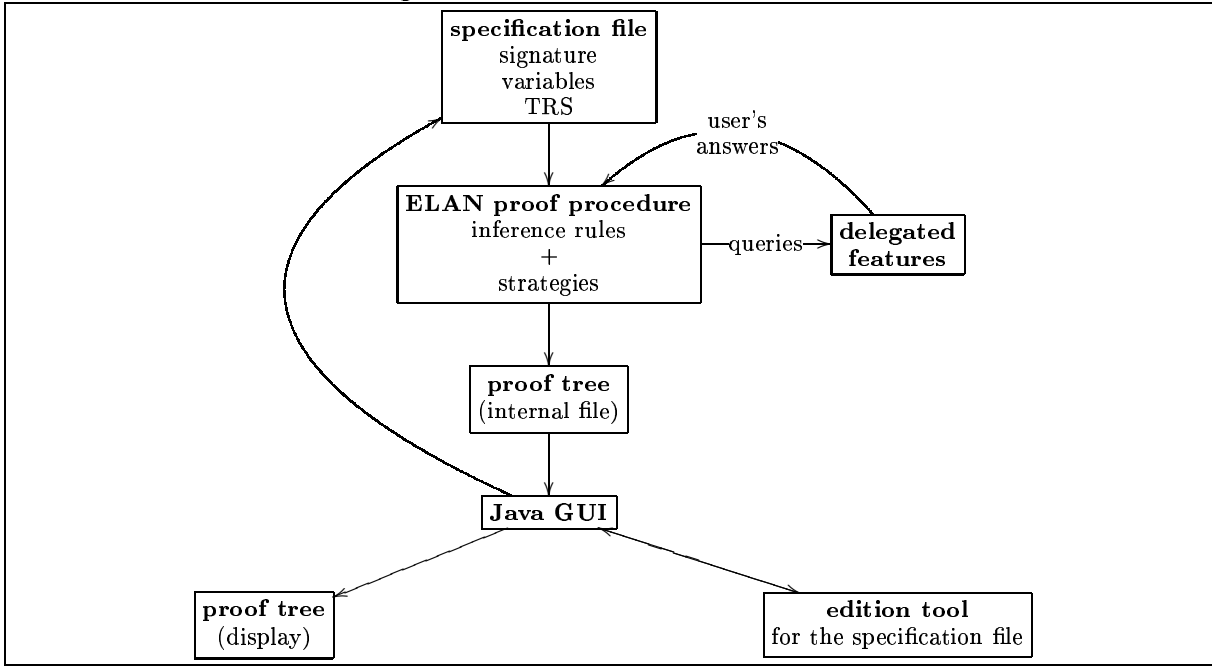 specification file
signature
variables
TRS
user's
answers
ELAN proof procedure
inference rules
+
strategies
queries
delegated
features
proof tree
(internal file)
Java GUI
proof tree
(display)
edition tool
for the specification file